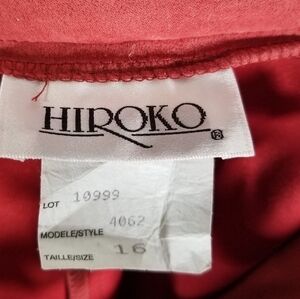 HIROKO ®
LOT 10999
MODELE/STYLE 4062
TAILLE/SIZE 16